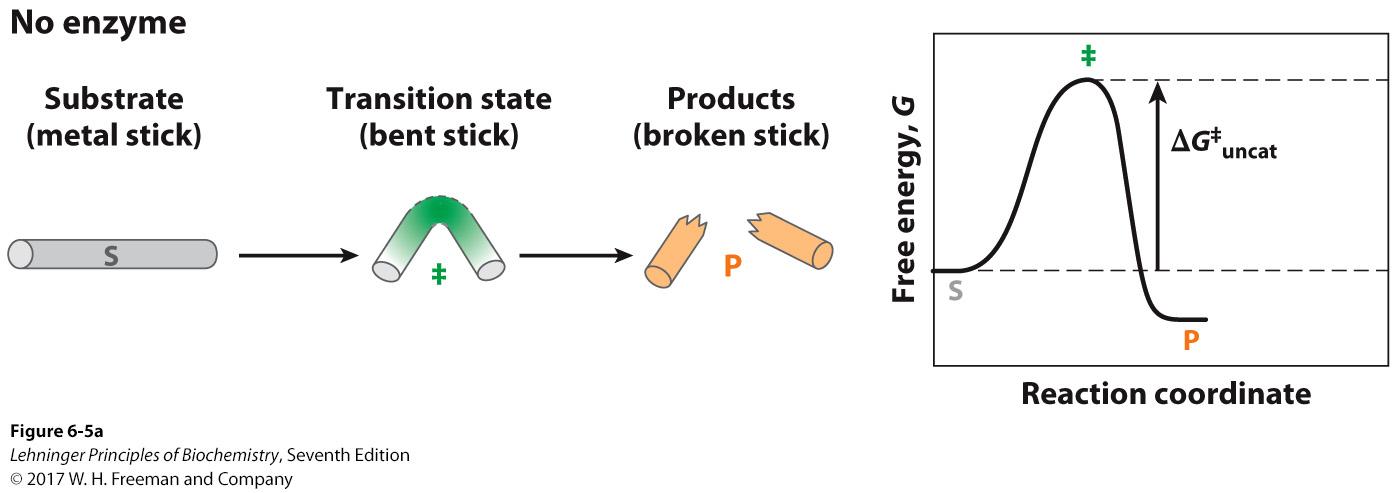 No enzyme
Substrate
(metal stick)
Transition state
(bent stick)
Products
(broken stick)
S
‡
P
‡
ΔG‡uncat
Free energy, G
S
P
Reaction coordinate
Figure 6-5a
Lehninger Principles of Biochemistry, Seventh Edition
© 2017 W. H. Freeman and Company